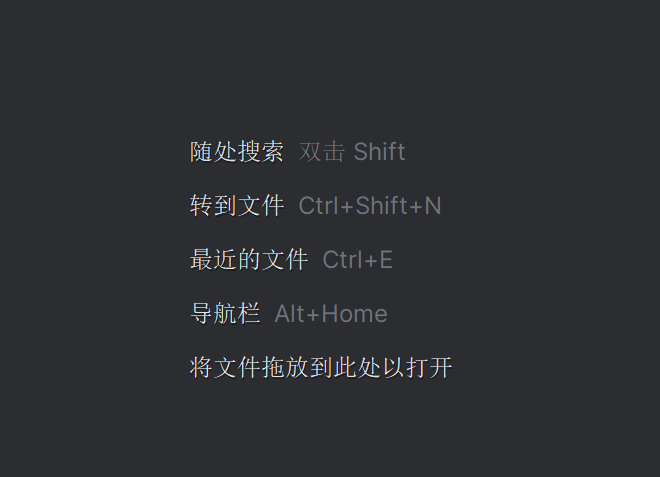 随处搜索 双击 Shift
转到文件 Ctrl+Shift+N
最近的文件 Ctrl+E
导航栏 Alt+Home
将文件拖放到此处以打开